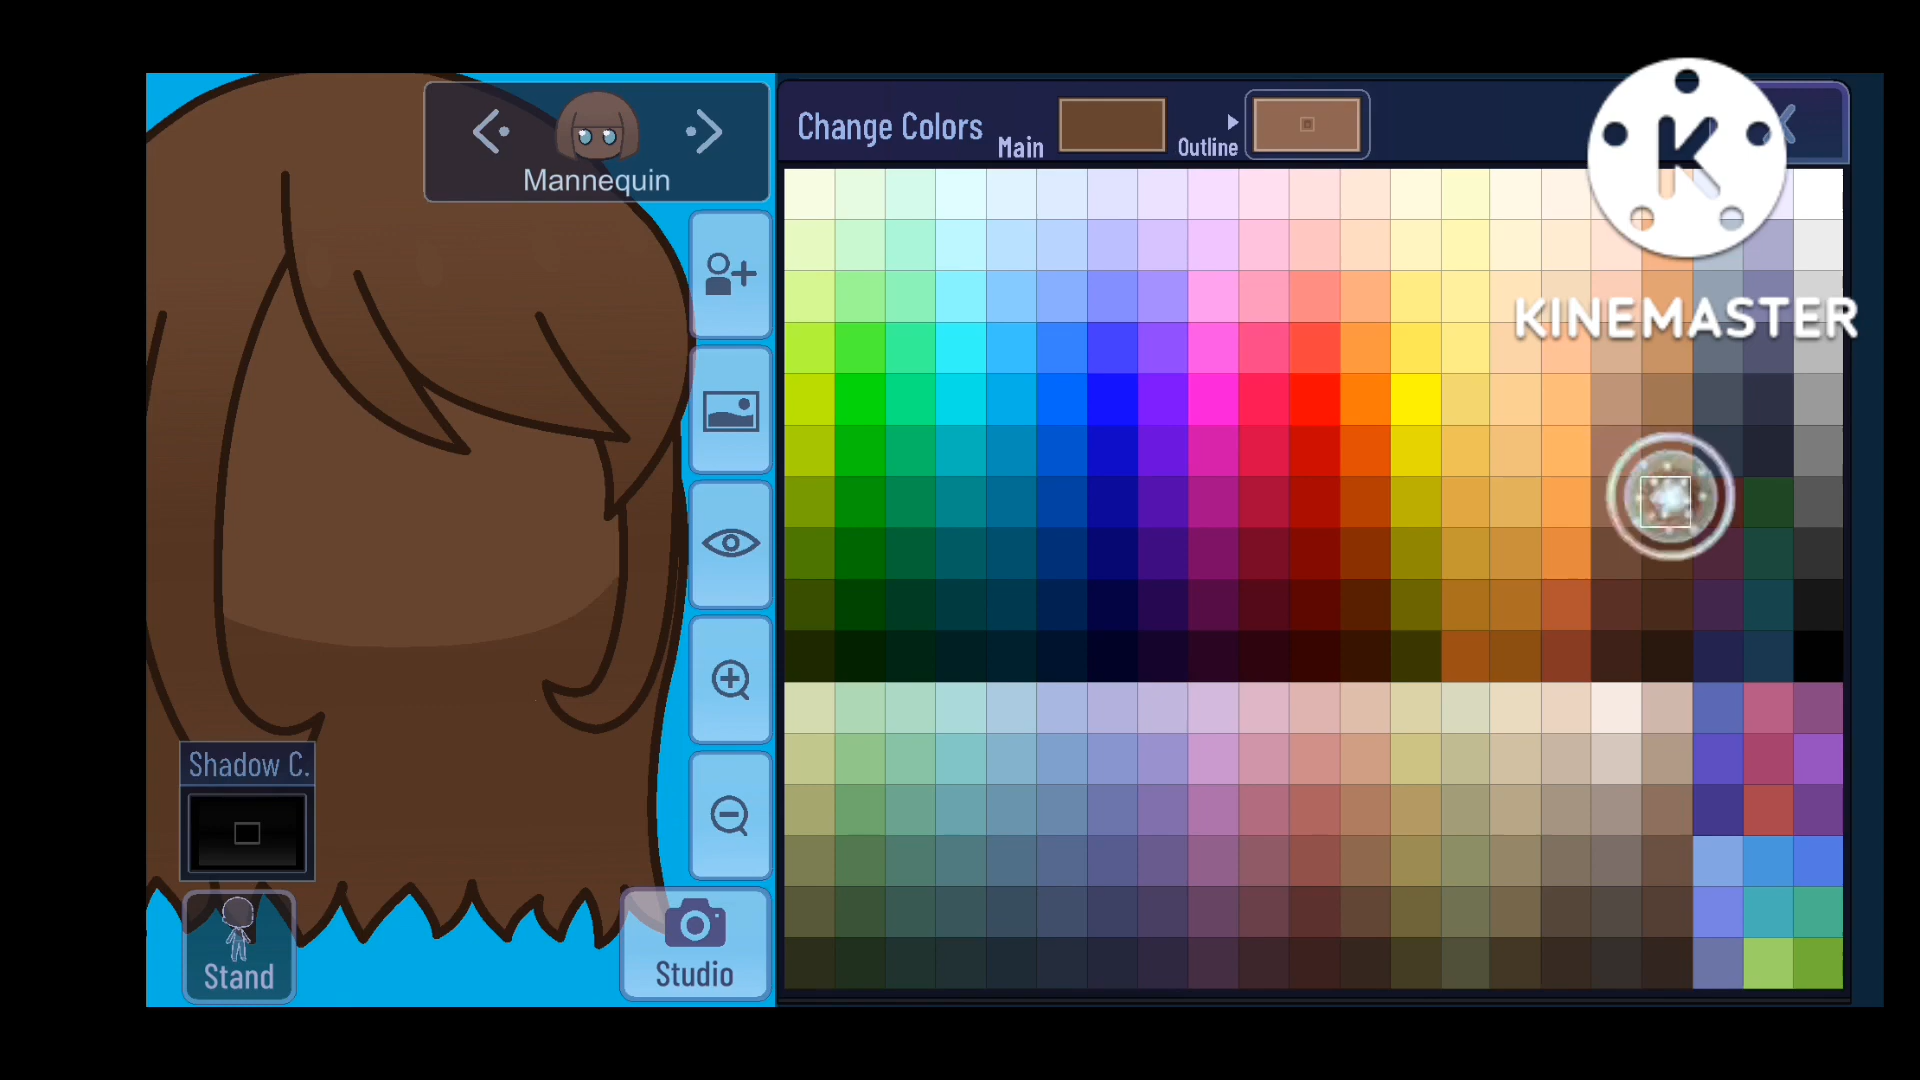 Mannequin
Change Colors
Main
Outline
KINEMASTER
Shadow C.
Stand
Studio